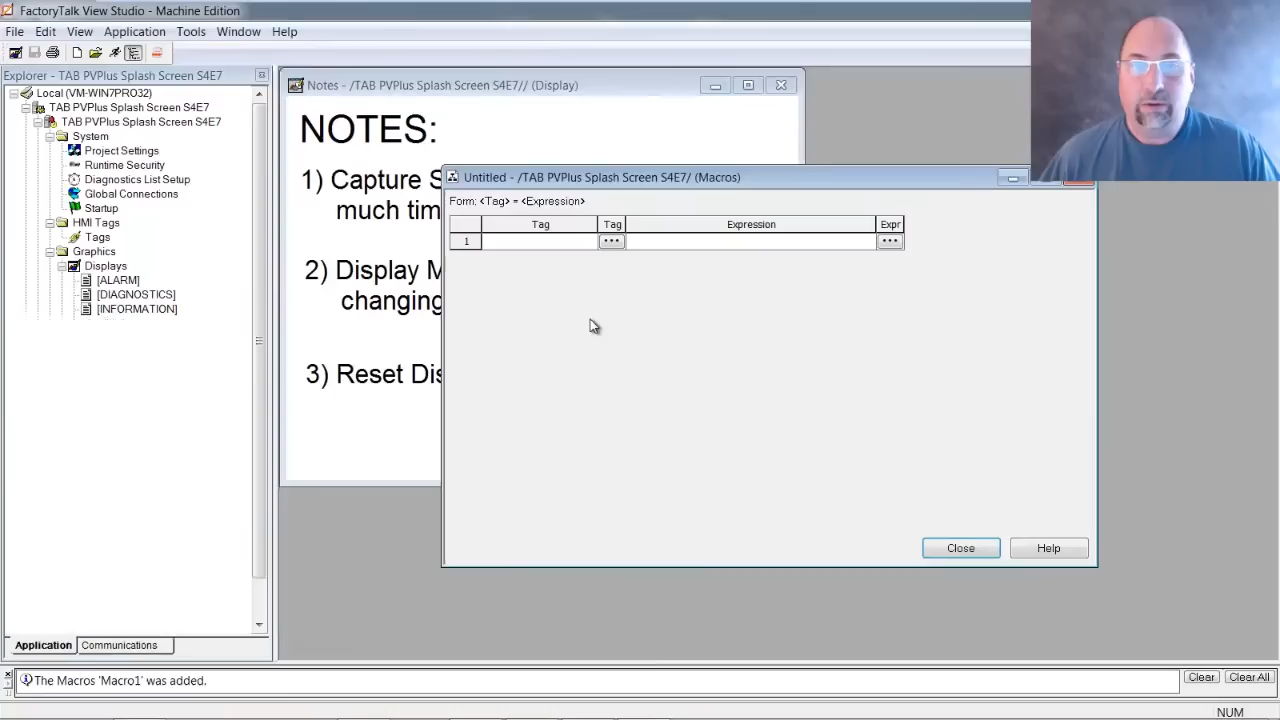 FactoryTalk View Studio - Machine Edition
File Edit View Application Tools Window Help
Explorer - TAB PVPlus Splash Screen S4E7
Local (VM-WIN7PRO32)
TAB PVPlus Splash Screen S4E7
TAB PVPlus Splash Screen S4E7
System
Project Settings
Runtime Security
Diagnostics List Setup
Global Connections
Startup
HMI Tags
Tags
Graphics
Displays
[ALARM]
[DIAGNOSTICS]
[INFORMATION]
Application Communications
Notes - /TAB PVPlus Splash Screen S4E7// (Display)
NOTES:
1) Capture S
much tim
2) Display M
changing
3) Reset Dis
Untitled - /TAB PVPlus Splash Screen S4E7/ (Macros)
Form: <Tag> = <Expression>
Tag Tag Expression Expr
1 ... ...
Close Help
The Macros 'Macro1' was added.
Clear Clear All
NUM